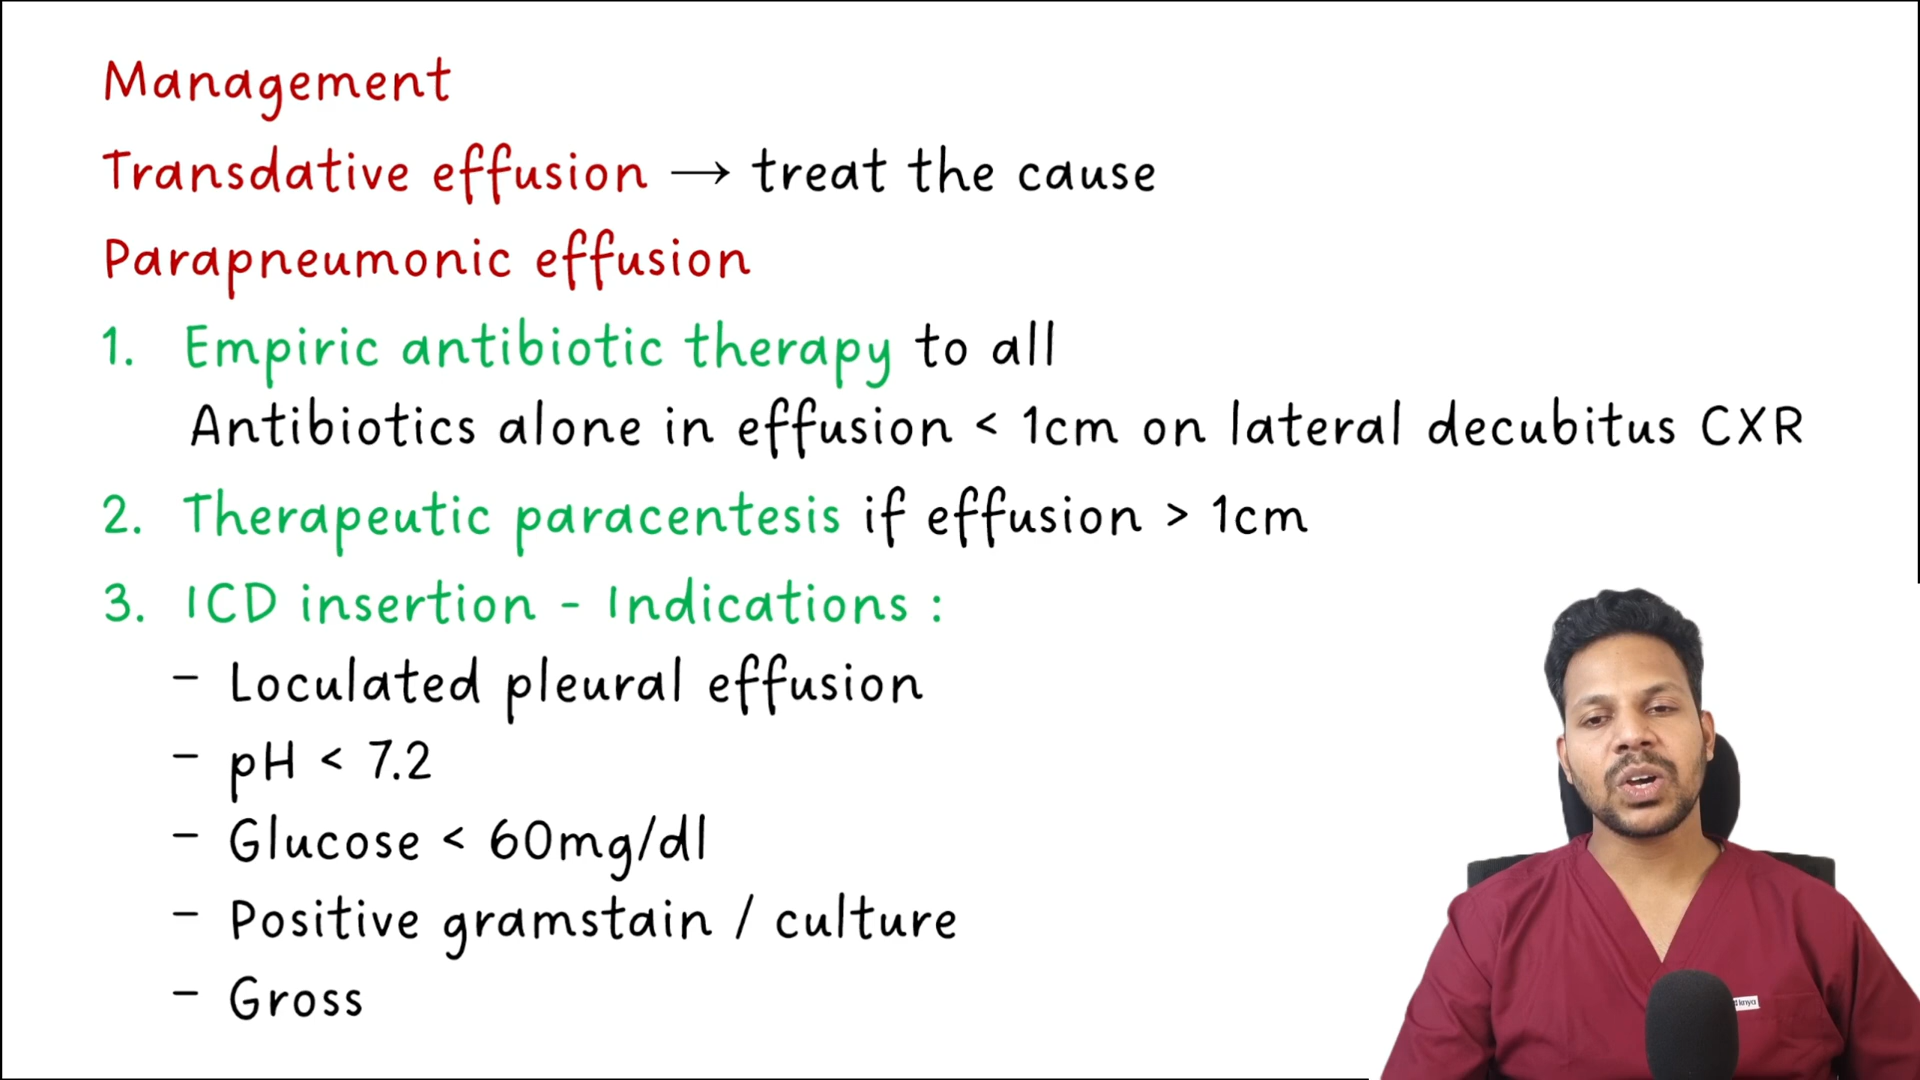 Management
Transdative effusion → treat the cause
Parapneumonic effusion
1. Empiric antibiotic therapy to all
Antibiotics alone in effusion < 1cm on lateral decubitus CXR
2. Therapeutic paracentesis if effusion > 1cm
3. ICD insertion - Indications :
- Loculated pleural effusion
- pH < 7.2
- Glucose < 60mg/dl
- Positive gramstain / culture
- Gross
knya